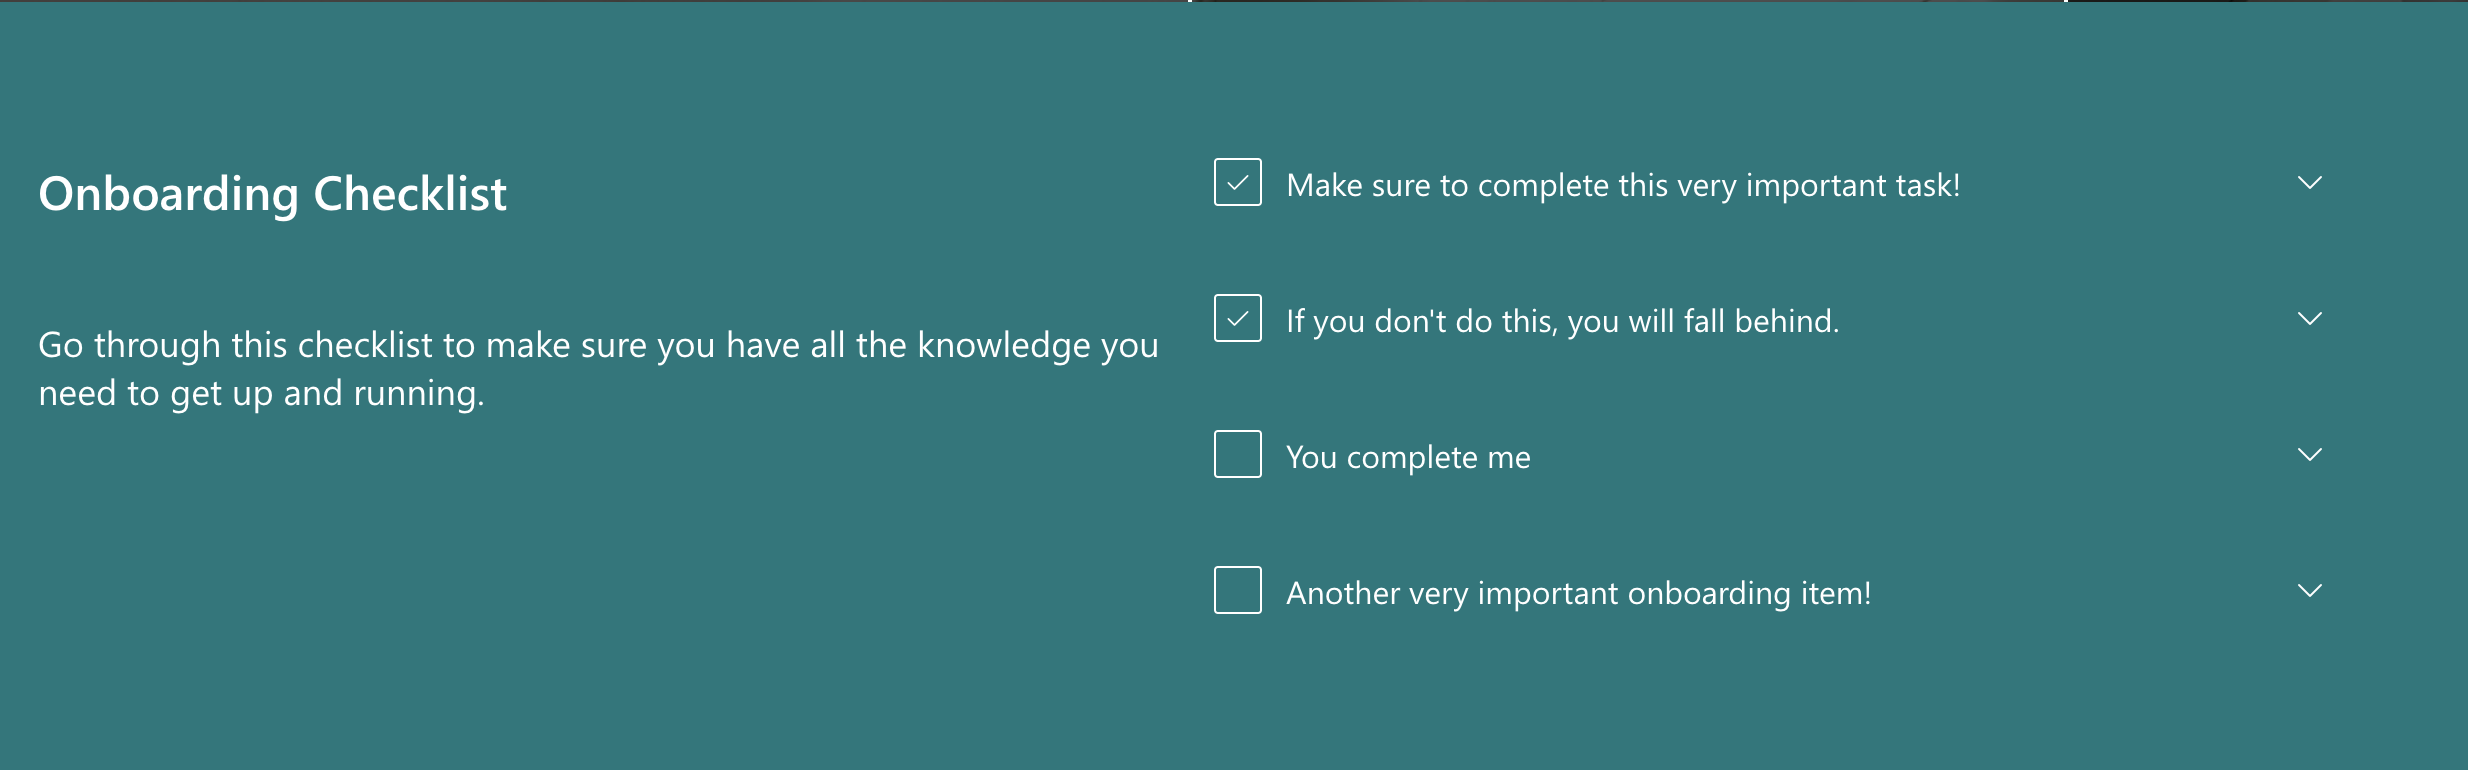 Onboarding Checklist
Go through this checklist to make sure you have all the knowledge you
need to get up and running.
Make sure to complete this very important task!
If you don't do this, you will fall behind.
You complete me
Another very important onboarding item!